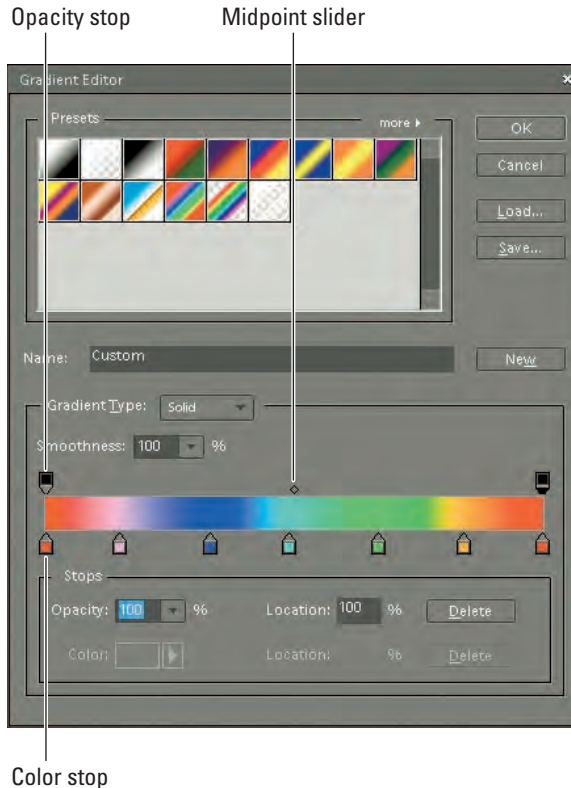 Opacity stop
Midpoint slider
Gradient Editor
Presets
more
OK
Cancel
Load...
Save...
Name: Custom
New
Gradient Type: Solid
Smoothness: 100 %
Stops
Opacity: 100 % Location: 100 % Delete
Color: Location: % Delete
Color stop